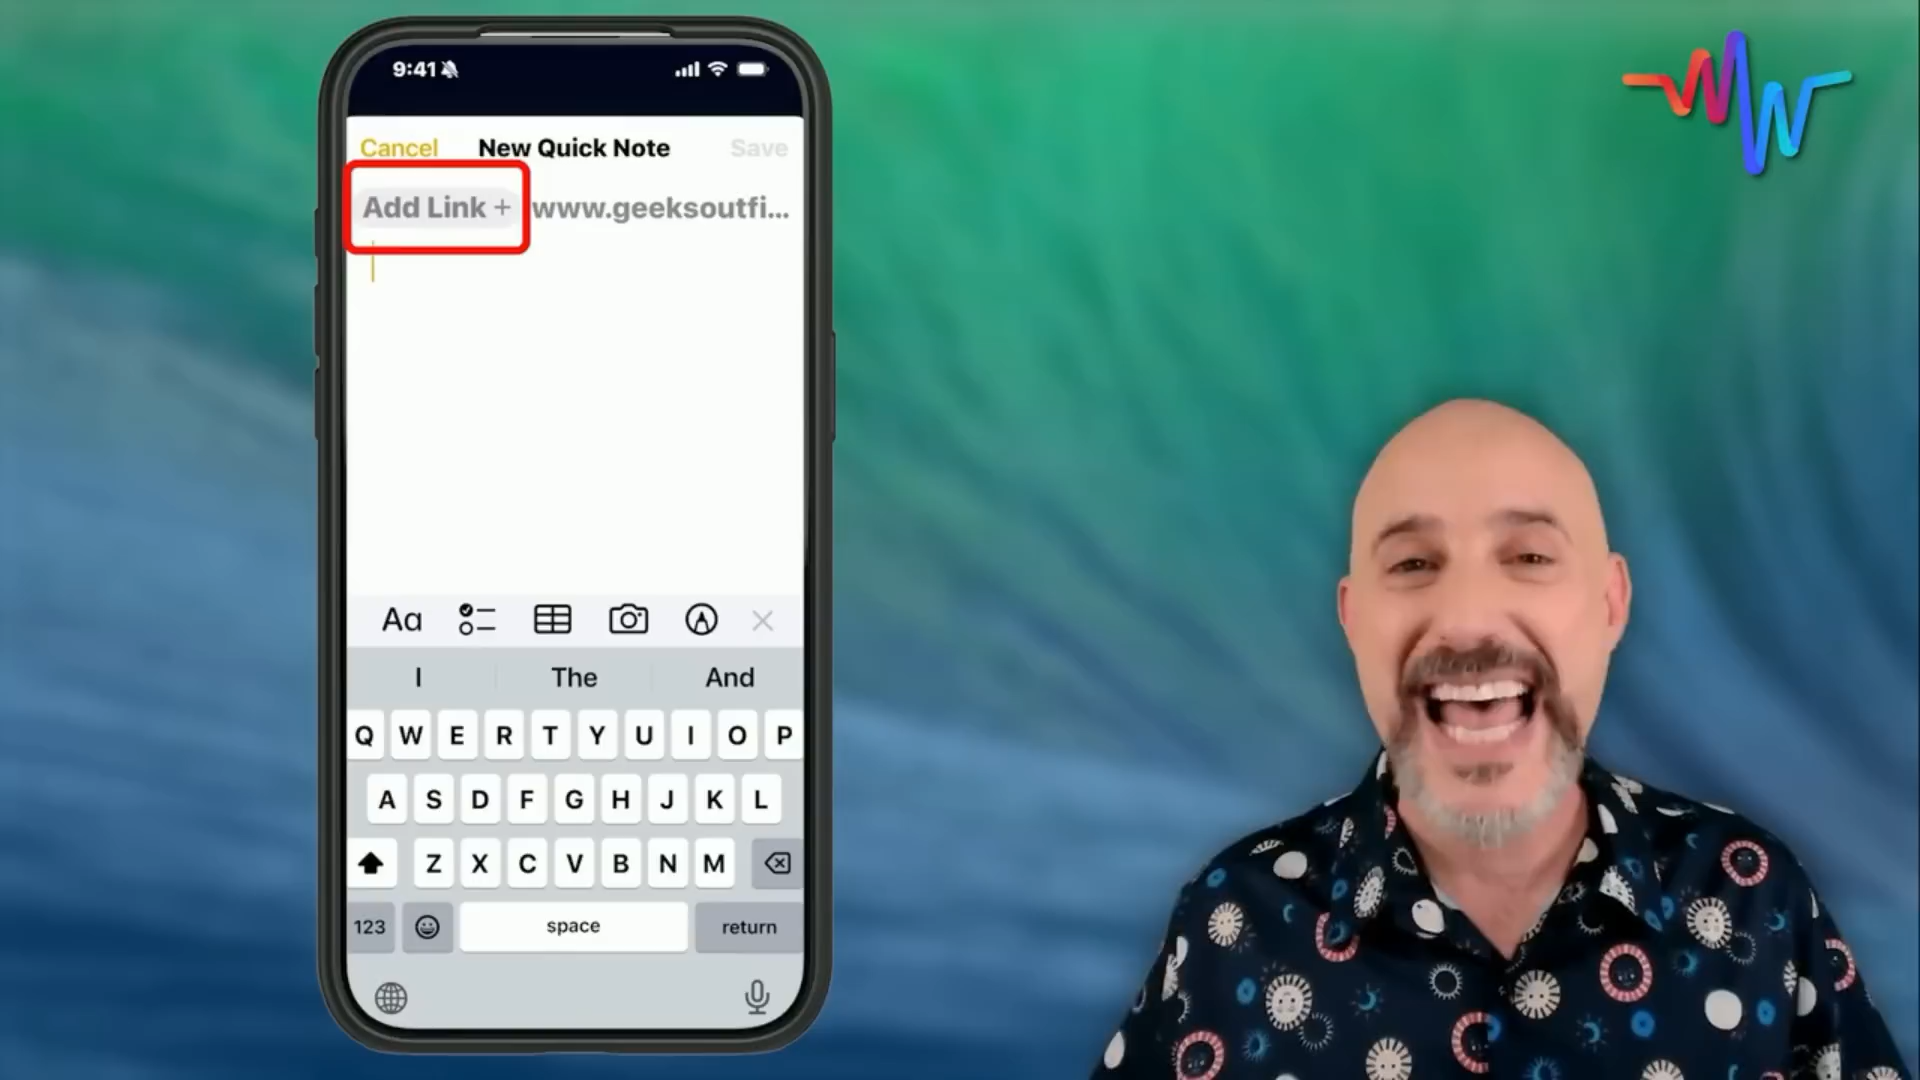 9:41
Cancel New Quick Note Save
Add Link + www.geeksoutfi...
Aa
I The And
Q W E R T Y U I O P
A S D F G H J K L
Z X C V B N M
123 space return